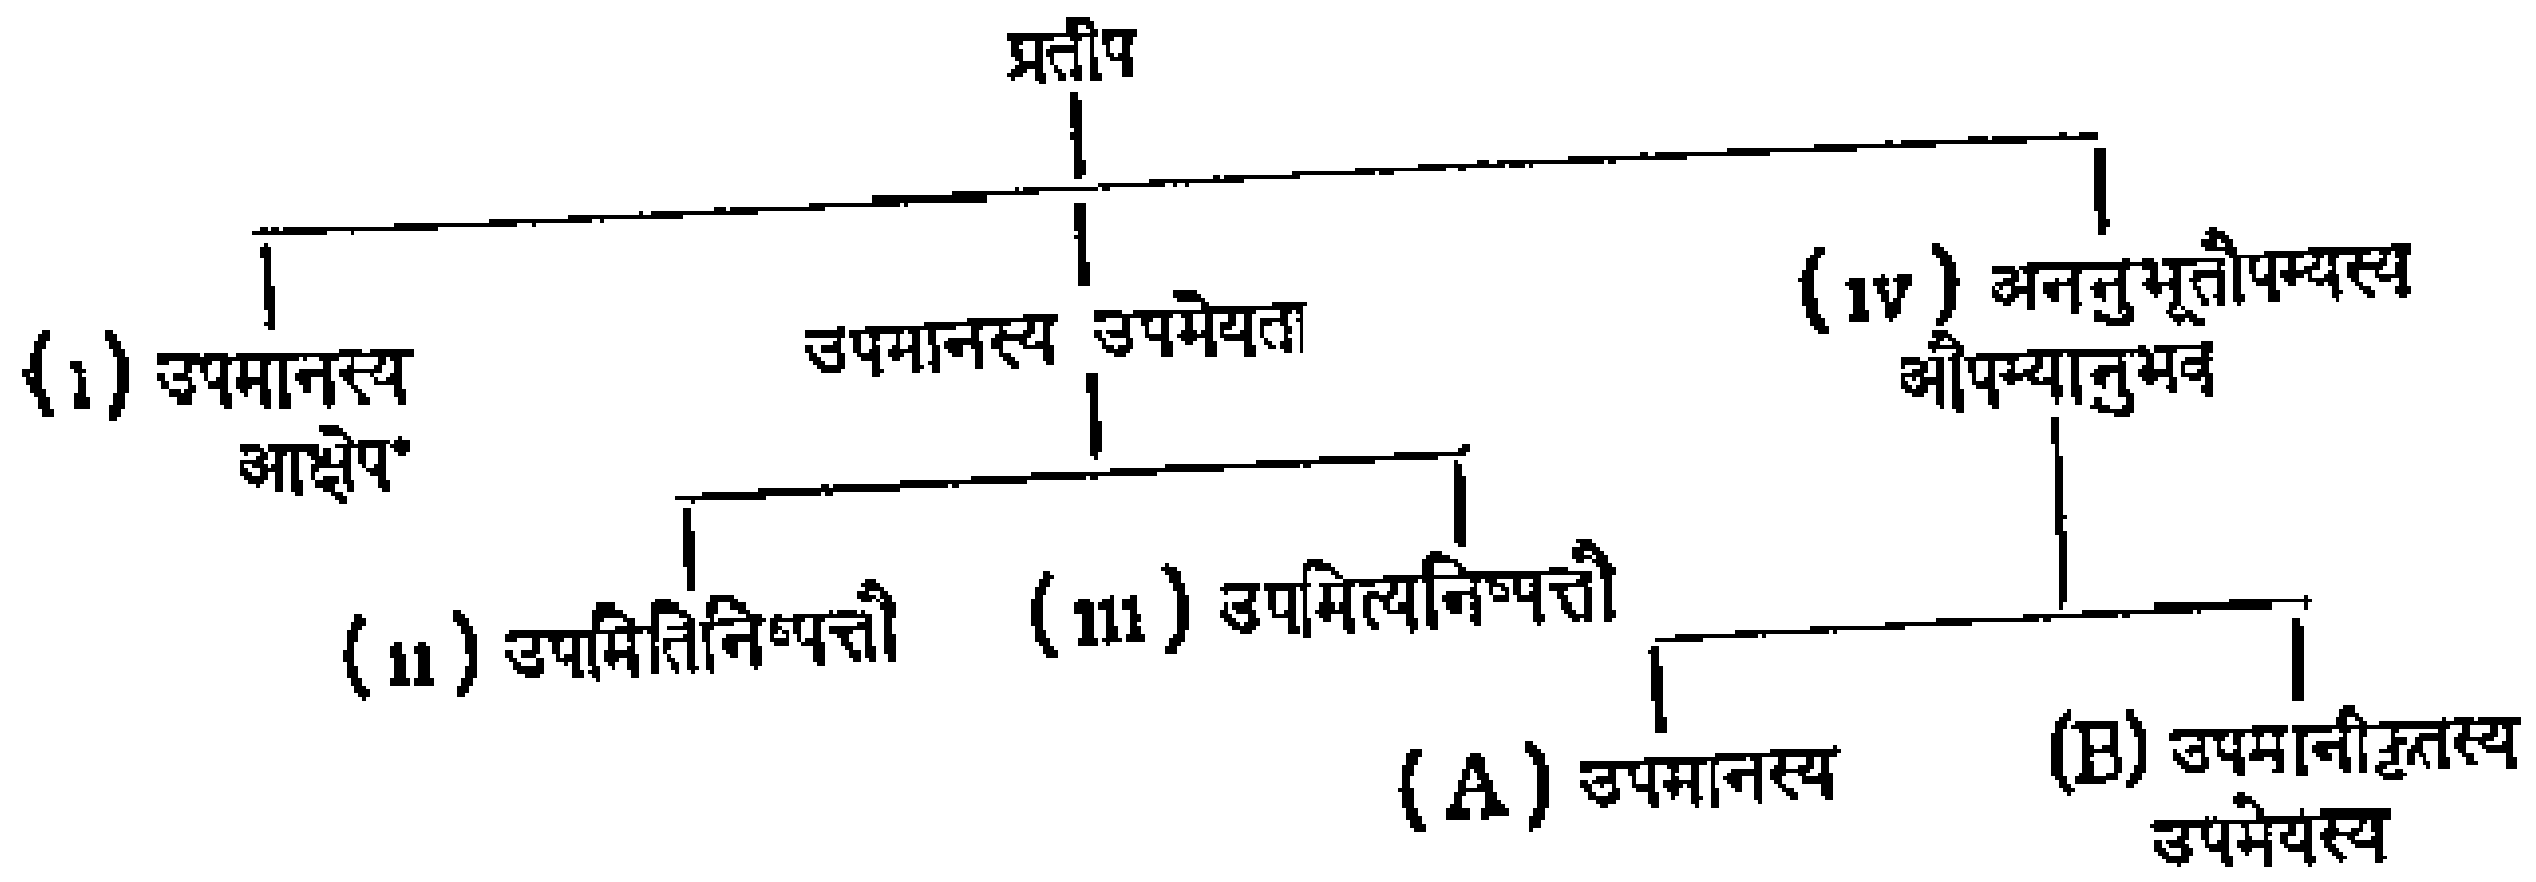 प्रतीप
(i) उपमानस्य
आक्षेपः
उपमानस्य उपमेयता
(iv) अननुभूतौपम्यस्य
औपम्यानुभव
(ii) उपमितिनिष्पत्तौ
(iii) उपमित्यनिष्पत्तौ
(A) उपमानस्य
(B) उपमानीकृतस्य
उपमेयस्य